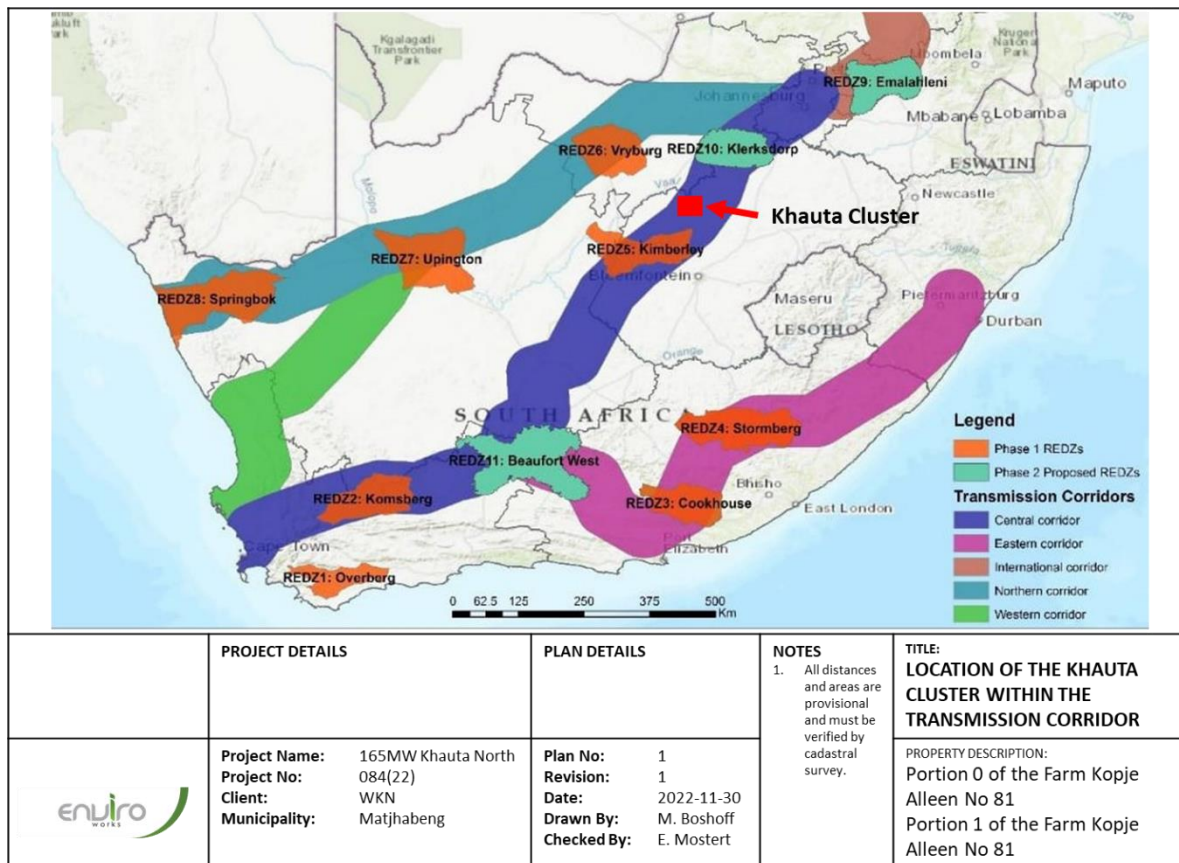 Kgalagadi
Transfrontier
Park
Kruger
National
Park
Mbombela
REDZ9: Emalahleni
Johannesburg
Maputo
Mbabane
Lobamba
REDZ6: Vryburg
REDZ10: Klerksdorp
ESWATINI
Molopo
Vaal
Newcastle
Khauta Cluster
REDZ5: Kimberley
REDZ7: Upington
Bloemfontein
Tugela
REDZ8: Springbok
Maseru
Pietermaritzburg
LESOTHO
Durban
Orange
SOUTH AFRICA
REDZ4: Stormberg
REDZ11: Beaufort West
Bhisho
REDZ2: Komsberg
REDZ3: Cookhouse
East London
Cape Town
Port
Elizabeth
REDZ1: Overberg
0 62.5 125 250 375 500
Km
Legend
Phase 1 REDZs
Phase 2 Proposed REDZs
Transmission Corridors
Central corridor
Eastern corridor
International corridor
Northern corridor
Western corridor
PROJECT DETAILS
PLAN DETAILS
NOTES
1. All distances
and areas are
provisional
and must be
verified by
cadastral
survey.
TITLE:
LOCATION OF THE KHAUTA
CLUSTER WITHIN THE
TRANSMISSION CORRIDOR
enviro
works
Project Name: 165MW Khauta North
Project No: 084(22)
Client: WKN
Municipality: Matjhabeng
Plan No: 1
Revision: 1
Date: 2022-11-30
Drawn By: M. Boshoff
Checked By: E. Mostert
PROPERTY DESCRIPTION:
Portion 0 of the Farm Kopje
Alleen No 81
Portion 1 of the Farm Kopje
Alleen No 81